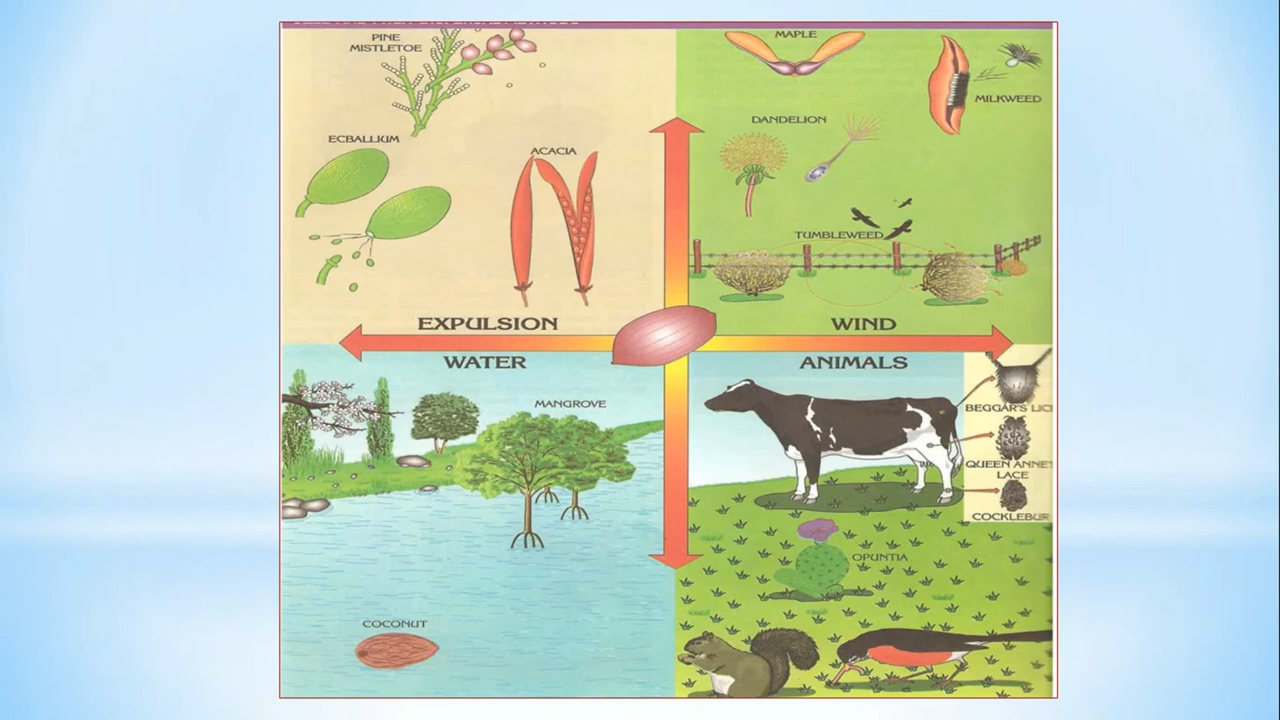 PINE
MISTLETOE
ECBALLIUM
ACACIA
EXPULSION
MAPLE
MILKWEED
DANDELION
TUMBLEWEED
WIND
WATER
MANGROVE
COCONUT
ANIMALS
BEGGAR'S LICE
QUEEN ANNE'
LACE
COCKLEBUR
OPUNTIA